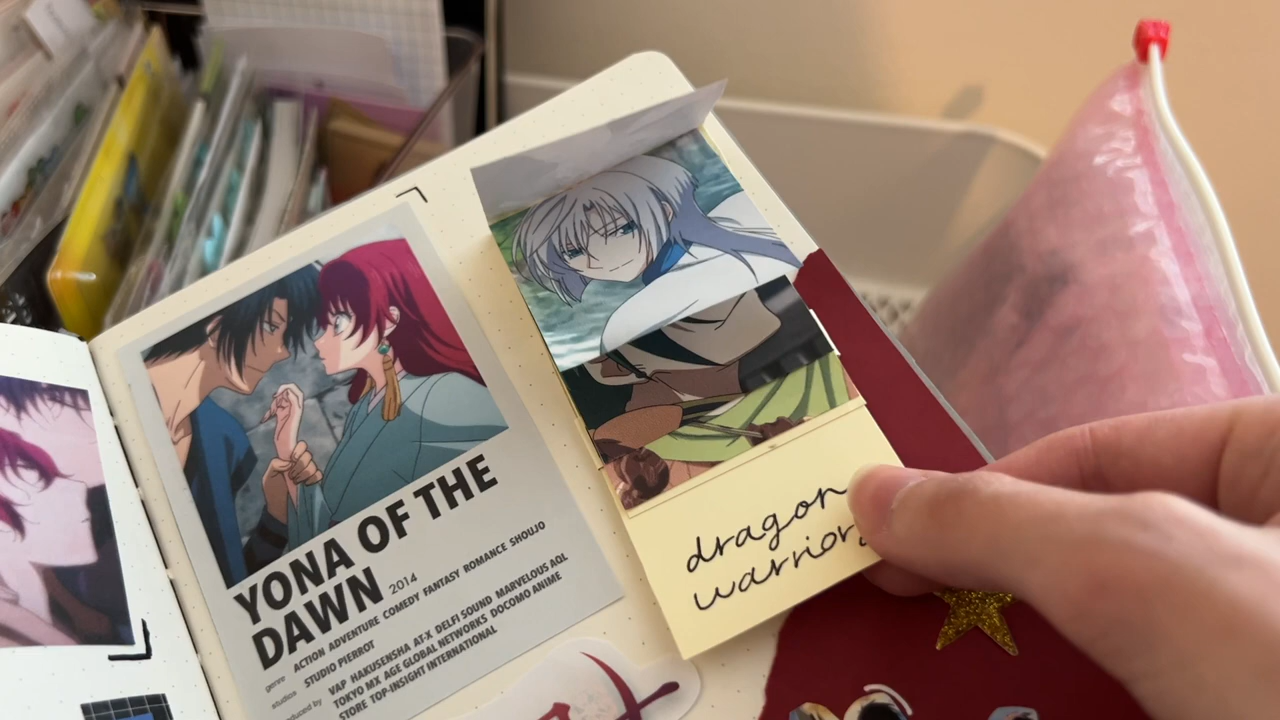 YONA OF THE
DAWN 2014
genre ACTION ADVENTURE COMEDY FANTASY ROMANCE SHOUJO
studios STUDIO PIERROT
VAP HAKUSENSHA AT-X DELFI SOUND MARVELOUS AQL
TOKYO MX AGE GLOBAL NETWORKS DOCOMO ANIME
STORE TOP-INSIGHT INTERNATIONAL
dragon